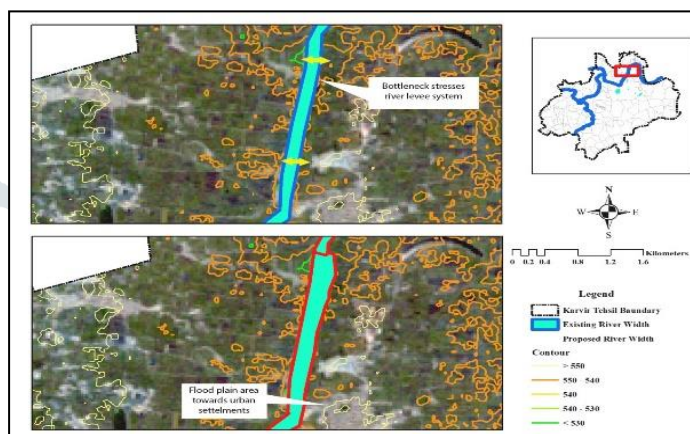 Bottleneck stresses
river levee system
N
W
E
S
Kilometers
0 0.2 0.4 0.8 1.2 1.6
Legend
Karvir Tehsil Boundary
Existing River Width
Proposed River Width
Contour
> 550
550 - 540
540
540 - 530
< 530
Flood plain area
towards urban
settelments